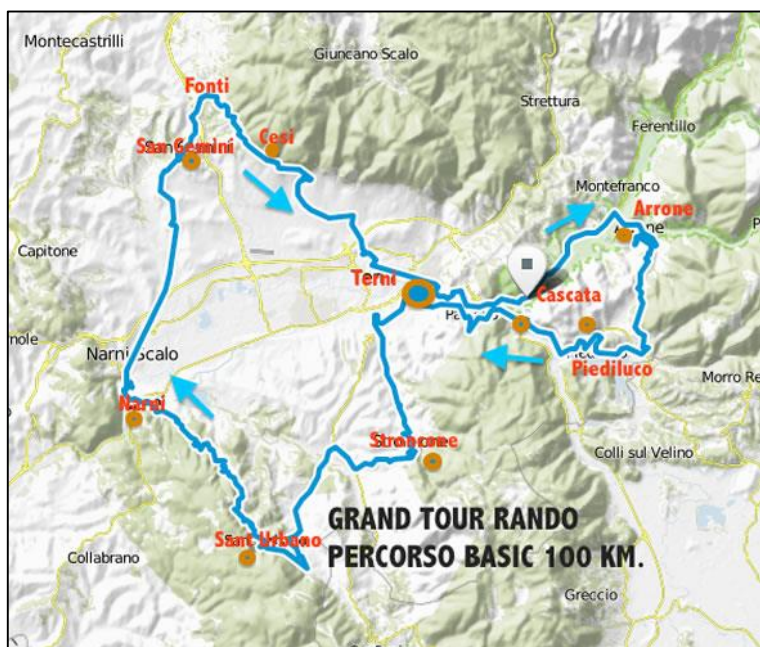 Montecastrilli
Giuncano Scalo
Fonti
Strettura
Cesi
San Gemini
Ferentillo
Montefranco
Arrone
Capitone
Terni
Cascata
Narni Scalo
Piediluco
Morro Re
Narni
Stroncone
Colli sul Velino
GRAND TOUR RANDO
PERCORSO BASIC 100 KM.
Sant Urbano
Collabrano
Greccio